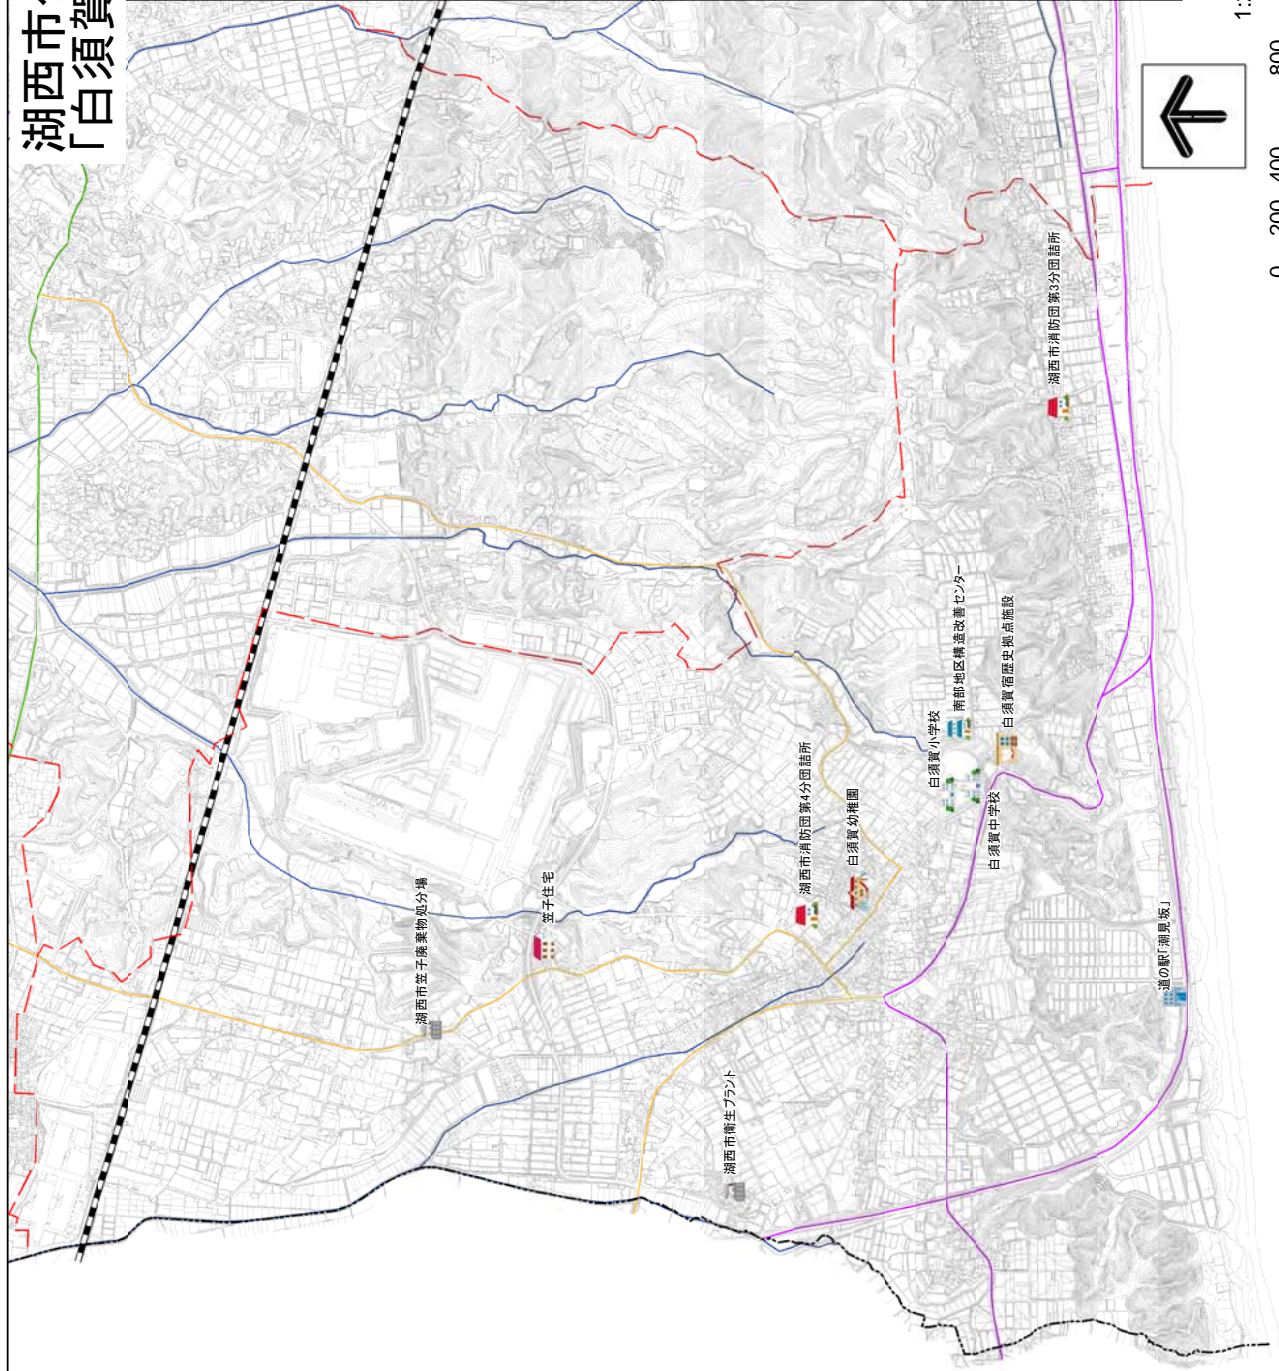 湖西市
「白須賀
湖西市消防団第3分団詰所
南部地区構造改善センター
白須賀宿歴史拠点施設
白須賀小学校
白須賀中学校
湖西市消防団第4分団詰所
白須賀幼稚園
笠子住宅
湖西市笠子廃棄物処分場
道の駅「潮見坂」
湖西市衛生プラント
1:
0 200 400 800